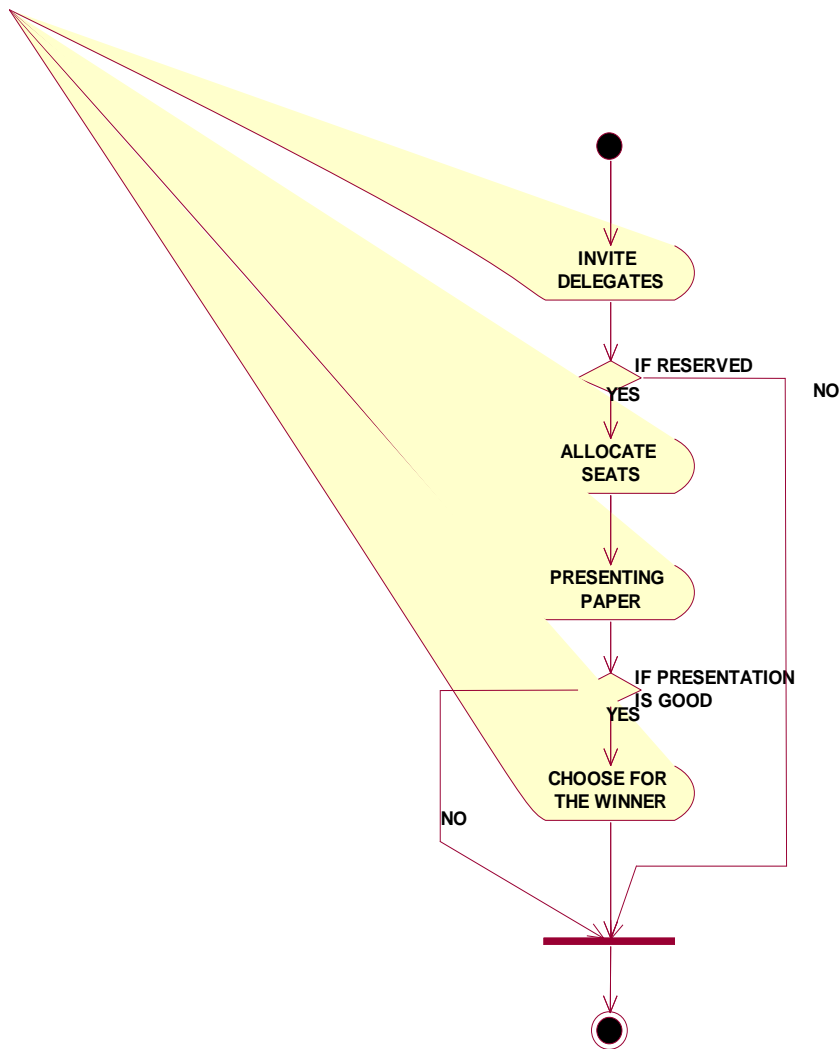 INVITE
DELEGATES
IF RESERVED
NO
YES
ALLOCATE
SEATS
PRESENTING
PAPER
IF PRESENTATION
IS GOOD
YES
CHOOSE FOR
THE WINNER
NO